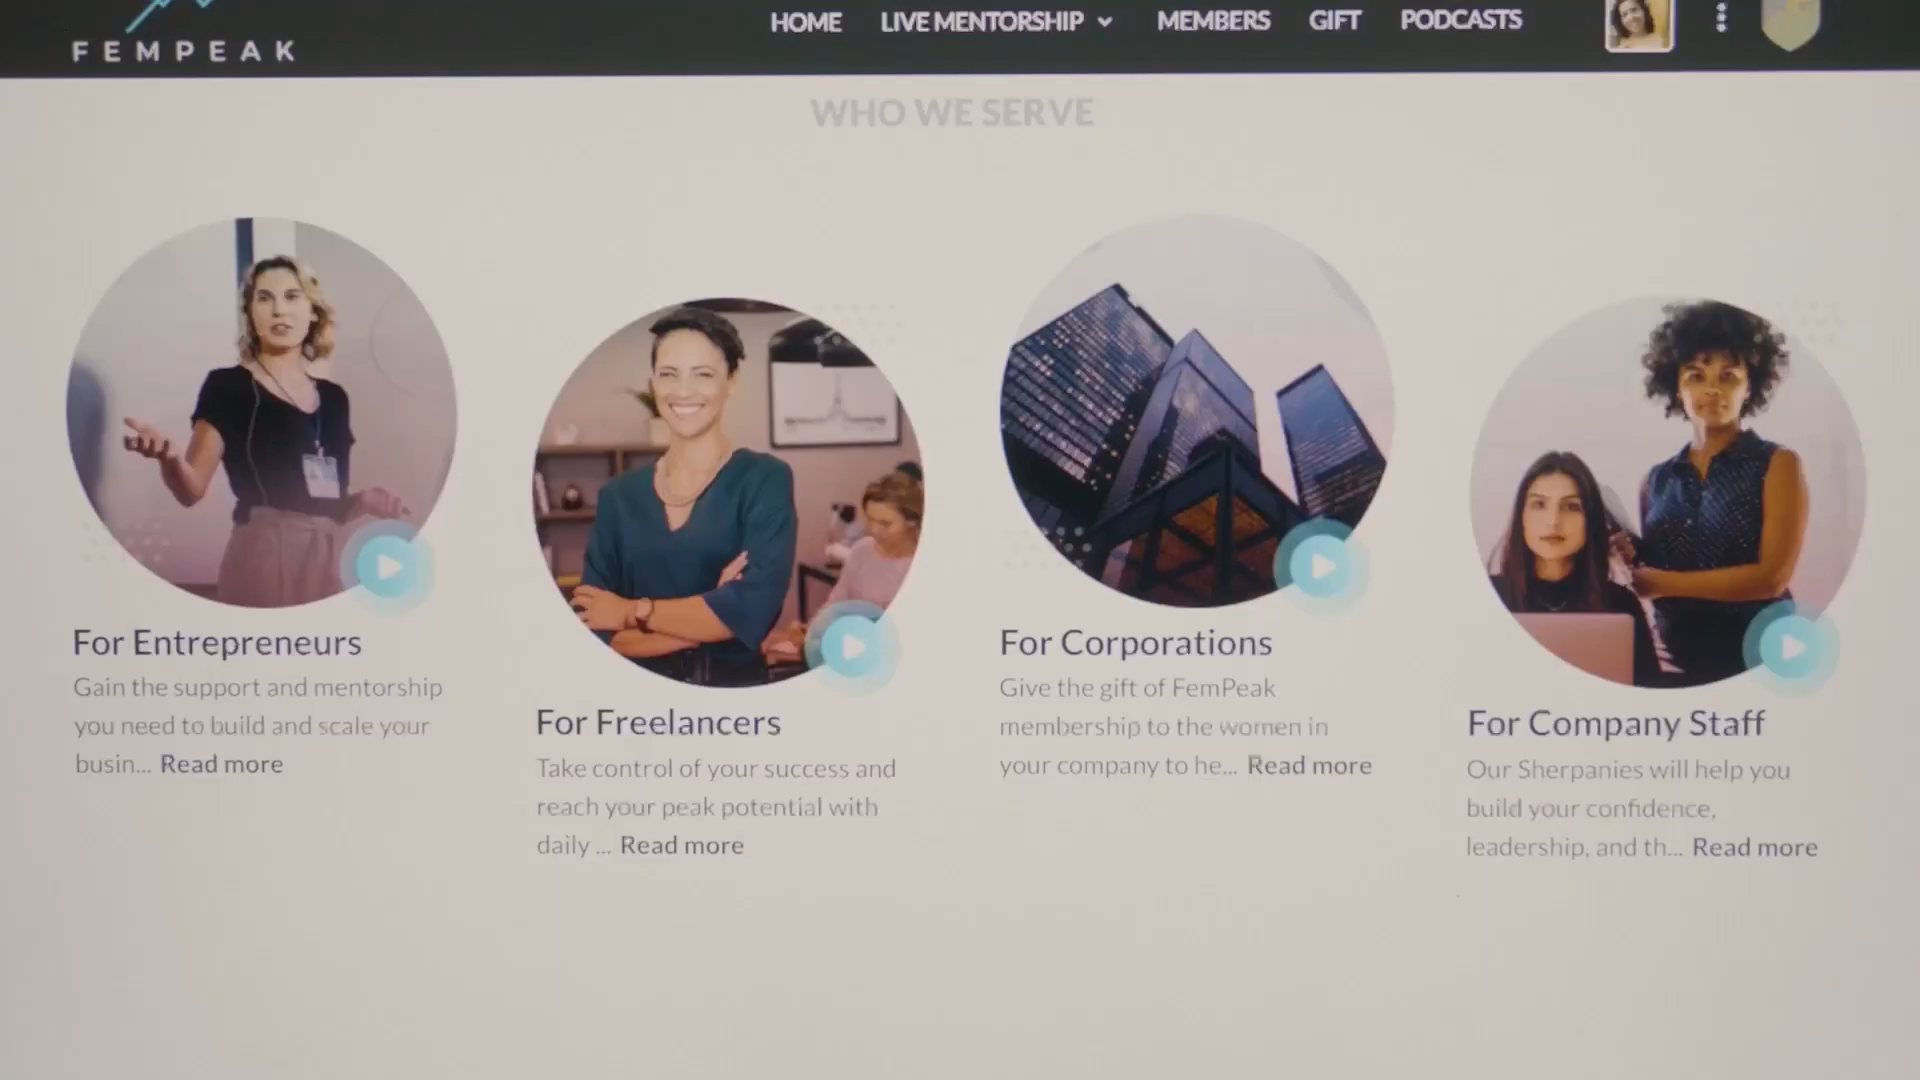 FEMPEAK
HOME LIVE MENTORSHIP MEMBERS GIFT PODCASTS
WHO WE SERVE
For Entrepreneurs
Gain the support and mentorship
you need to build and scale your
busin... Read more
For Freelancers
Take control of your success and
reach your peak potential with
daily ... Read more
For Corporations
Give the gift of FemPeak
membership to the women in
your company to he... Read more
For Company Staff
Our Sherpanies will help you
build your confidence,
leadership, and th... Read more